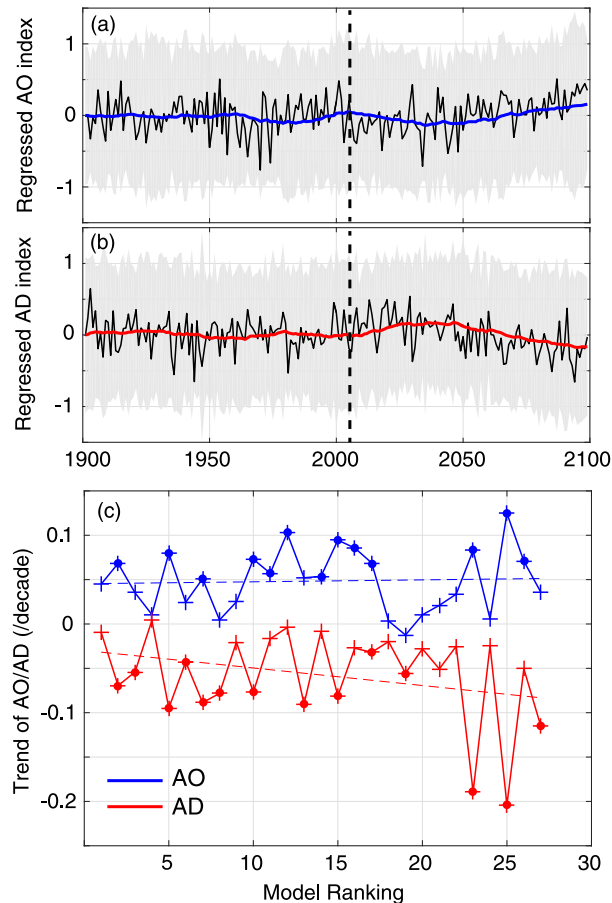 (a)
Regressed AO index
1
0
-1
(b)
Regressed AD index
1
0
-1
1900 1950 2000 2050 2100
(c)
Trend of AO/AD (/decade)
0.1
0
-0.1
-0.2
AO
AD
5 10 15 20 25 30
Model Ranking